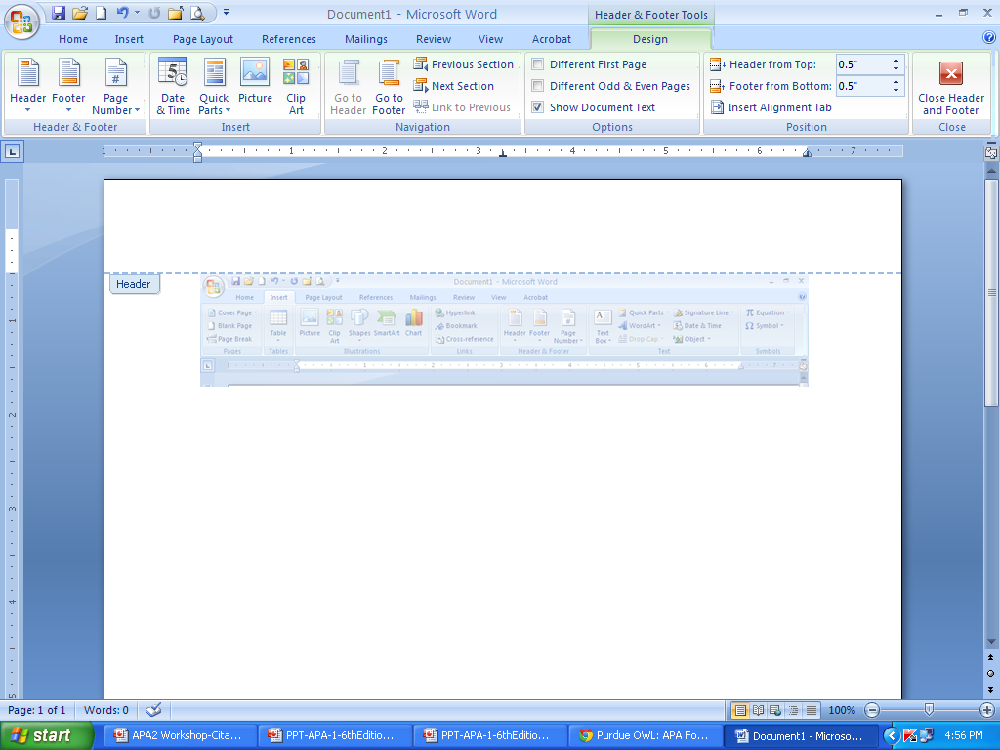 Document1 - Microsoft Word
Header & Footer Tools
Home Insert Page Layout References Mailings Review View Acrobat Design
Header Footer Page Number
Header & Footer
Date & Time Quick Parts Picture Clip Art
Insert
Go to Header Go to Footer Previous Section
Next Section
Link to Previous
Navigation
Different First Page
Different Odd & Even Pages
Show Document Text
Options
Header from Top: 0.5"
Footer from Bottom: 0.5"
Insert Alignment Tab
Position
Close Header and Footer
Close
1 1 2 3 4 5 6 7
Header
Document1 - Microsoft Word
Home Insert Page Layout References Mailings Review View Acrobat
Cover Page
Blank Page
Page Break
Pages
Table
Tables
Picture Clip Art Shapes SmartArt Chart
Illustrations
Hyperlink
Bookmark
Cross-reference
Links
Header Footer Page Number
Header & Footer
Text Box Quick Parts Signature Line
WordArt Date & Time
Drop Cap Object
Text
Equation
Symbol
Symbols
1 1 2 3 4 5 6 7
1
2
3
4
5
Page: 1 of 1 Words: 0 100%
start APA2 Workshop-Cita... PPT-APA-1-6thEditio... PPT-APA-1-6thEditio... Purdue OWL: APA Fo... Document1 - Microso... 4:56 PM